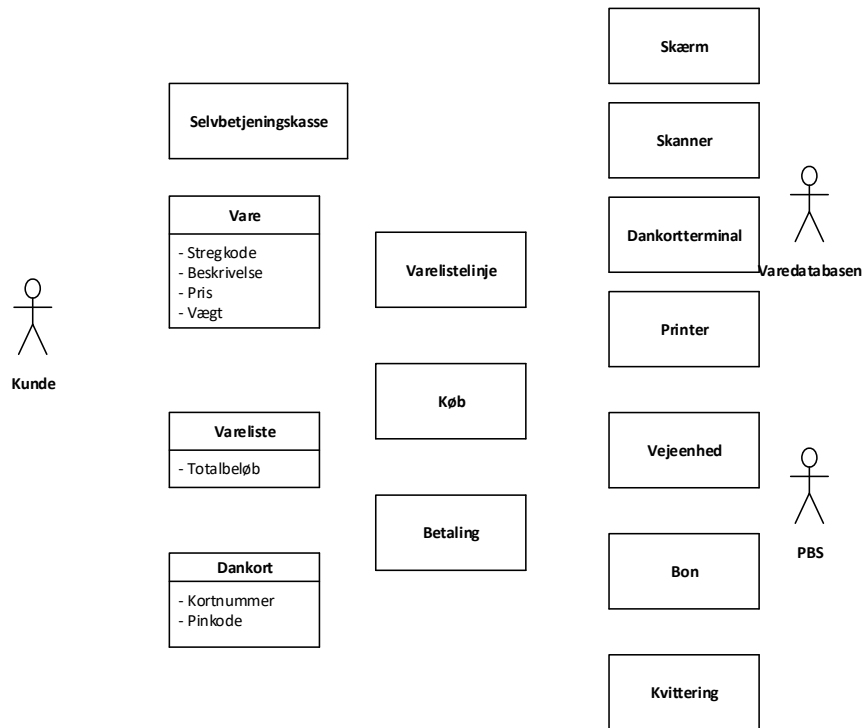 Kunde
Selvbetjeningskasse
Vare
- Stregkode
- Beskrivelse
- Pris
- Vægt
Vareliste
- Totalbeløb
Dankort
- Kortnummer
- Pinkode
Varelistelinje
Køb
Betaling
Skærm
Skanner
Dankortterminal
Printer
Vejeenhed
Bon
Kvittering
Varedatabasen
PBS